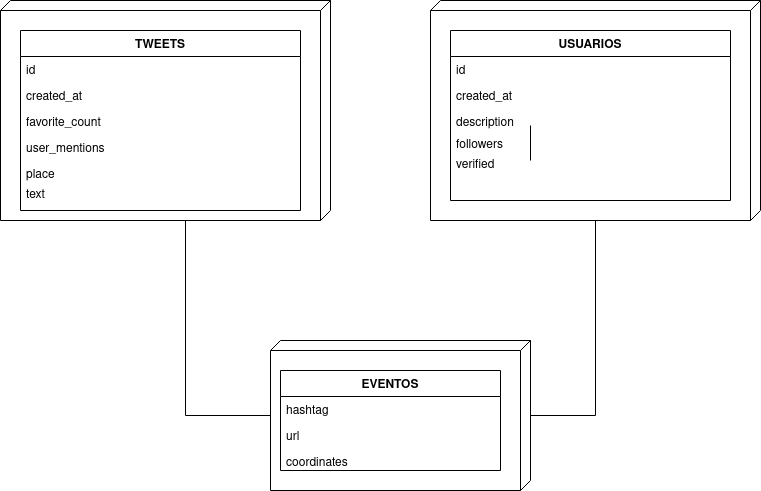 TWEETS
id
created_at
favorite_count
user_mentions
place
text
USUARIOS
id
created_at
description
followers
verified
EVENTOS
hashtag
url
coordinates